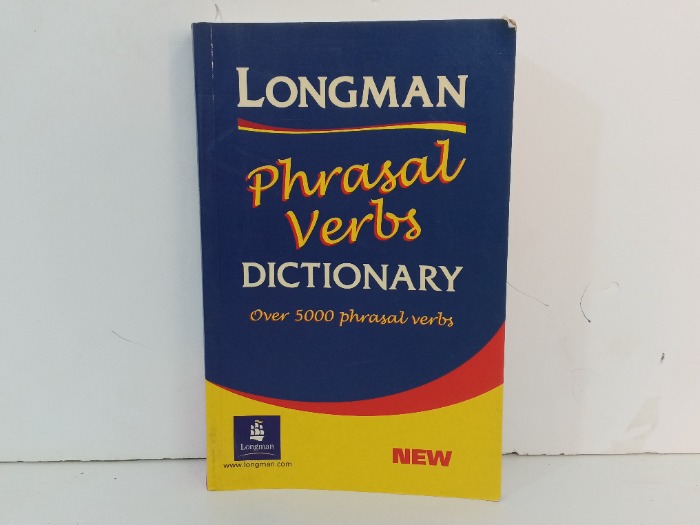 LONGMAN
Phrasal
Verbs
DICTIONARY
Over 5000 phrasal verbs
Longman
www.longman.com
NEW